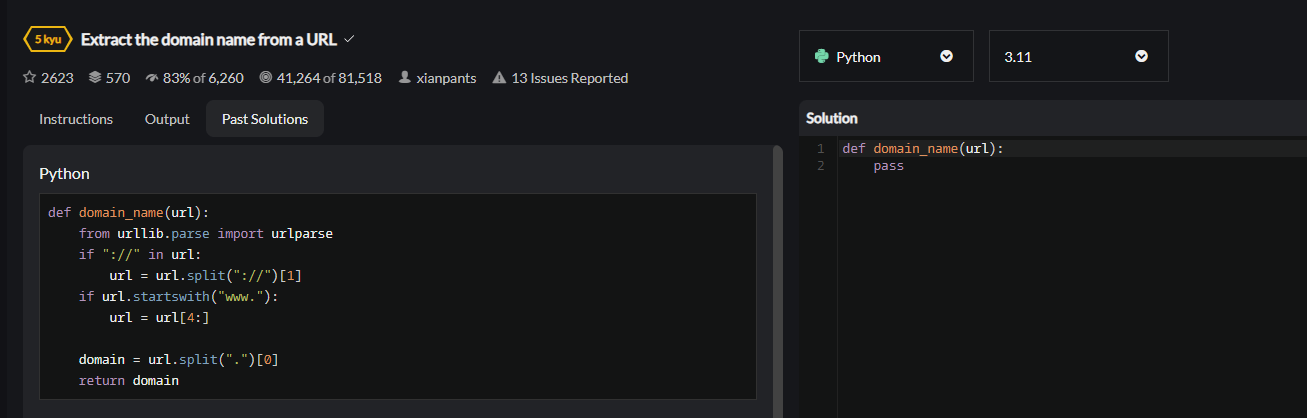 5 kyu Extract the domain name from a URL
2623 570 83% of 6,260 41,264 of 81,518 xianpants 13 Issues Reported
Instructions Output Past Solutions
Python
def domain_name(url):
    from urllib.parse import urlparse
    if "://" in url:
        url = url.split("://")[1]
    if url.startswith("www."):
        url = url[4:]
    domain = url.split(".")[0]
    return domain
Python 3.11
Solution
1 def domain_name(url):
2     pass